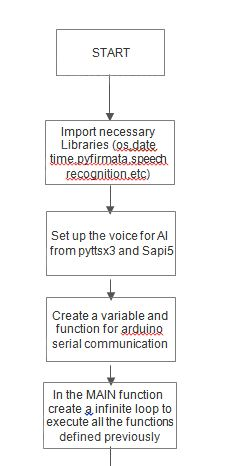 START
Import necessary
Libraries (os,date
time,pyfirmata,speech
recognition,etc)
Set up the voice for AI
from pyttsx3 and Sapi5
Create a variable and
function for arduino
serial communication
In the MAIN function
create a infinite loop to
execute all the functions
defined previously